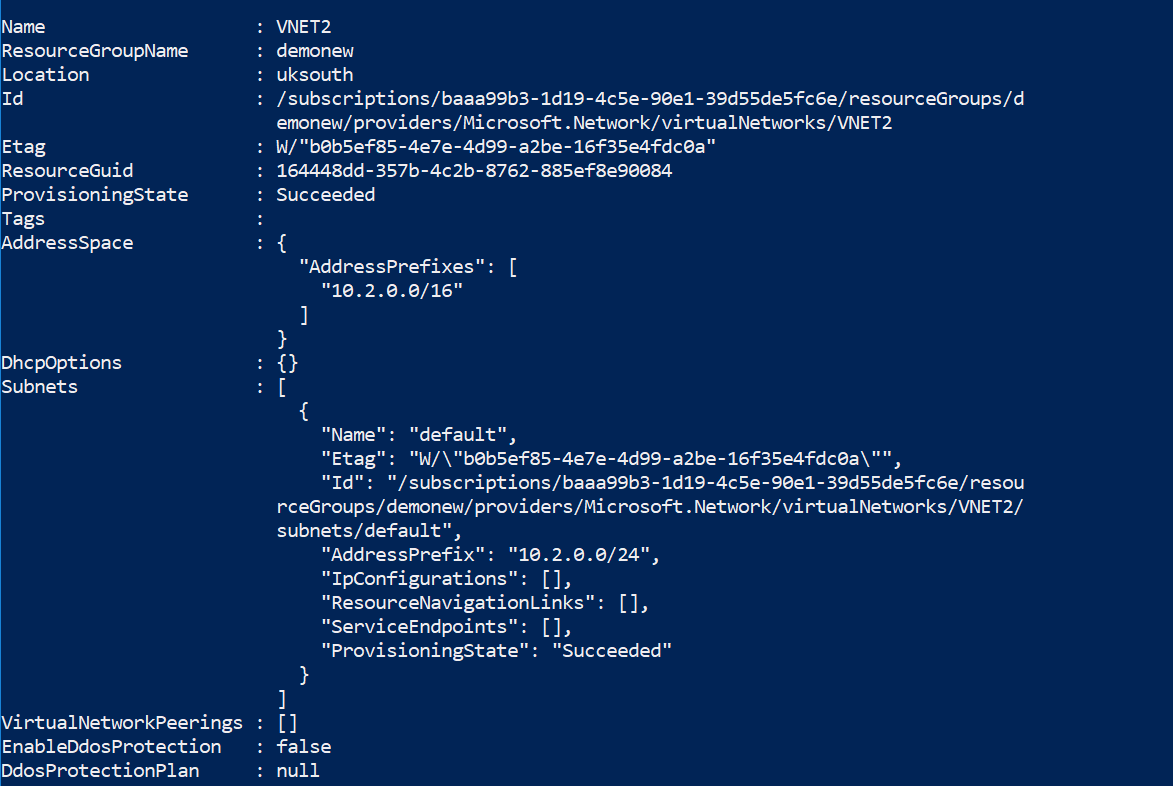 Name                   : VNET2
ResourceGroupName      : demonew
Location               : uksouth
Id                     : /subscriptions/baaa99b3-1d19-4c5e-90e1-39d55de5fc6e/resourceGroups/d
                         emonew/providers/Microsoft.Network/virtualNetworks/VNET2
Etag                   : W/"b0b5ef85-4e7e-4d99-a2be-16f35e4fdc0a"
ResourceGuid           : 164448dd-357b-4c2b-8762-885ef8e90084
ProvisioningState      : Succeeded
Tags                   :
AddressSpace           : {
                           "AddressPrefixes": [
                             "10.2.0.0/16"
                           ]
                         }
DhcpOptions            : {}
Subnets                : [
                           {
                             "Name": "default",
                             "Etag": "W/\"b0b5ef85-4e7e-4d99-a2be-16f35e4fdc0a\"",
                             "Id": "/subscriptions/baaa99b3-1d19-4c5e-90e1-39d55de5fc6e/resou
                         rceGroups/demonew/providers/Microsoft.Network/virtualNetworks/VNET2/
                         subnets/default",
                             "AddressPrefix": "10.2.0.0/24",
                             "IpConfigurations": [],
                             "ResourceNavigationLinks": [],
                             "ServiceEndpoints": [],
                             "ProvisioningState": "Succeeded"
                           }
                         ]
VirtualNetworkPeerings : []
EnableDdosProtection   : false
DdosProtectionPlan     : null